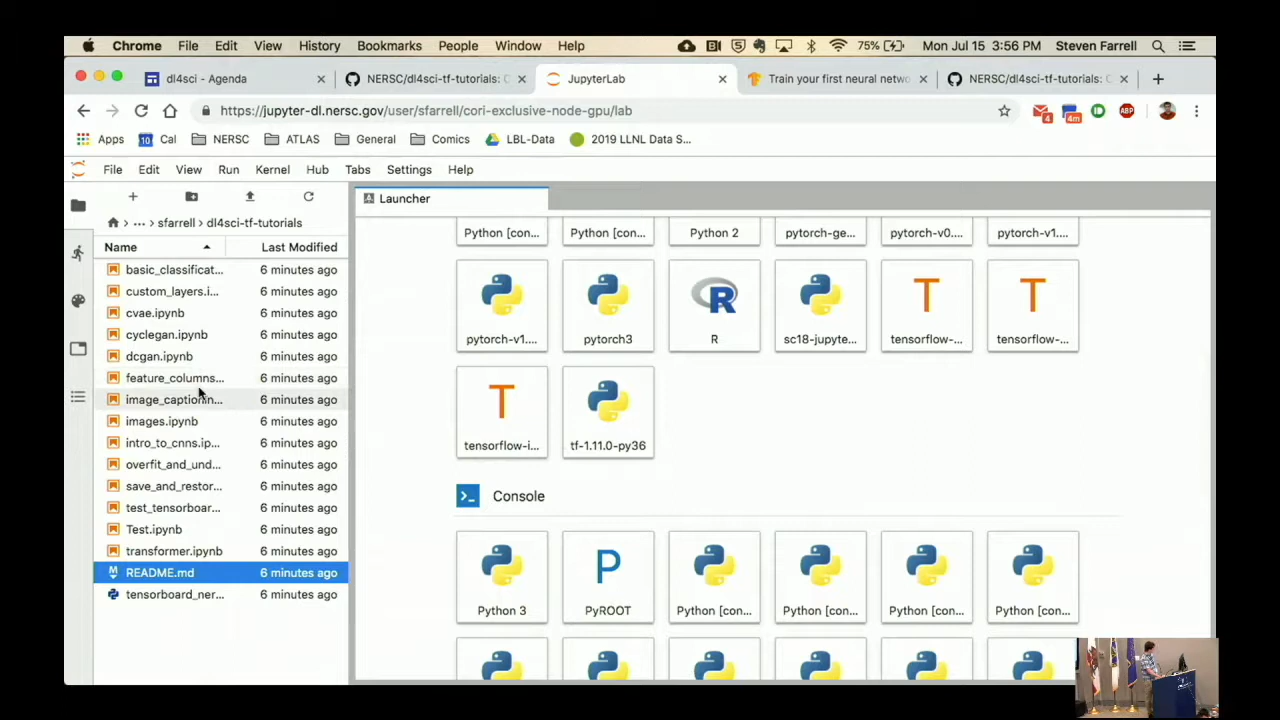 Chrome File Edit View History Bookmarks People Window Help 75% Mon Jul 15 3:56 PM Steven Farrell
dl4sci - Agenda
NERSC/dl4sci-tf-tutorials: C
JupyterLab
Train your first neural netwo
NERSC/dl4sci-tf-tutorials: C
https://jupyter-dl.nersc.gov/user/sfarrell/cori-exclusive-node-gpu/lab
4
4m
ABP
Apps 10 Cal NERSC ATLAS General Comics LBL-Data 2019 LLNL Data S...
File Edit View Run Kernel Hub Tabs Settings Help
Launcher
... sfarrell dl4sci-tf-tutorials
Name Last Modified
basic_classificat... 6 minutes ago
custom_layers.i... 6 minutes ago
cvae.ipynb 6 minutes ago
cyclegan.ipynb 6 minutes ago
dcgan.ipynb 6 minutes ago
feature_columns... 6 minutes ago
image_captionin... 6 minutes ago
images.ipynb 6 minutes ago
intro_to_cnns.ip... 6 minutes ago
overfit_and_und... 6 minutes ago
save_and_restor... 6 minutes ago
test_tensorboar... 6 minutes ago
Test.ipynb 6 minutes ago
transformer.ipynb 6 minutes ago
README.md 6 minutes ago
tensorboard_ner... 6 minutes ago
Python [con... Python [con... Python 2 pytorch-ge... pytorch-v0.... pytorch-v1....
R T T
pytorch-v1.... pytorch3 R sc18-jupyte... tensorflow-... tensorflow-...
T
tensorflow-i... tf-1.11.0-py36
Console
P
Python 3 PyROOT Python [con... Python [con... Python [con... Python [con...